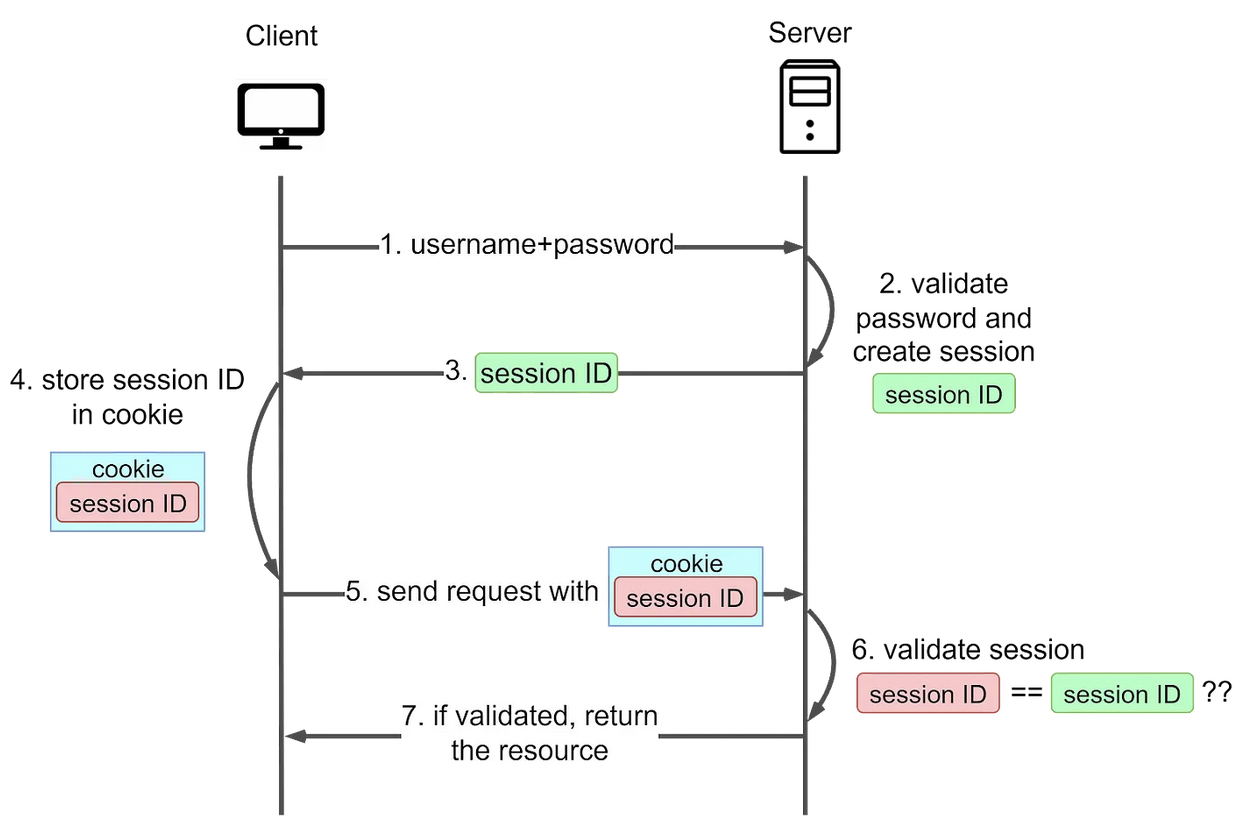 Client
Server
1. username+password
2. validate
password and
create session
session ID
3. session ID
4. store session ID
in cookie
cookie
session ID
5. send request with
cookie
session ID
6. validate session
session ID == session ID ??
7. if validated, return
the resource